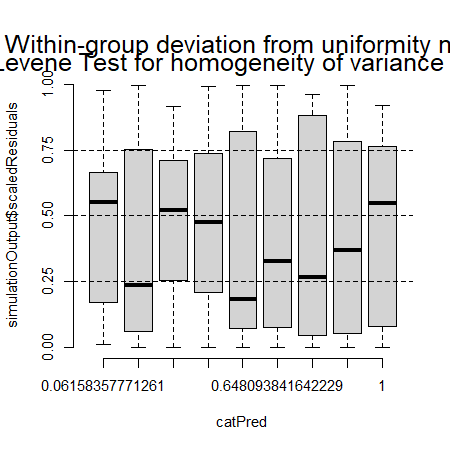 Within-group deviation from uniformity n
Levene Test for homogeneity of variance
1.00
0.75
0.50
0.25
0.00
simulationOutput$scaledResiduals
0.06158357771261
0.648093841642229
1
catPred